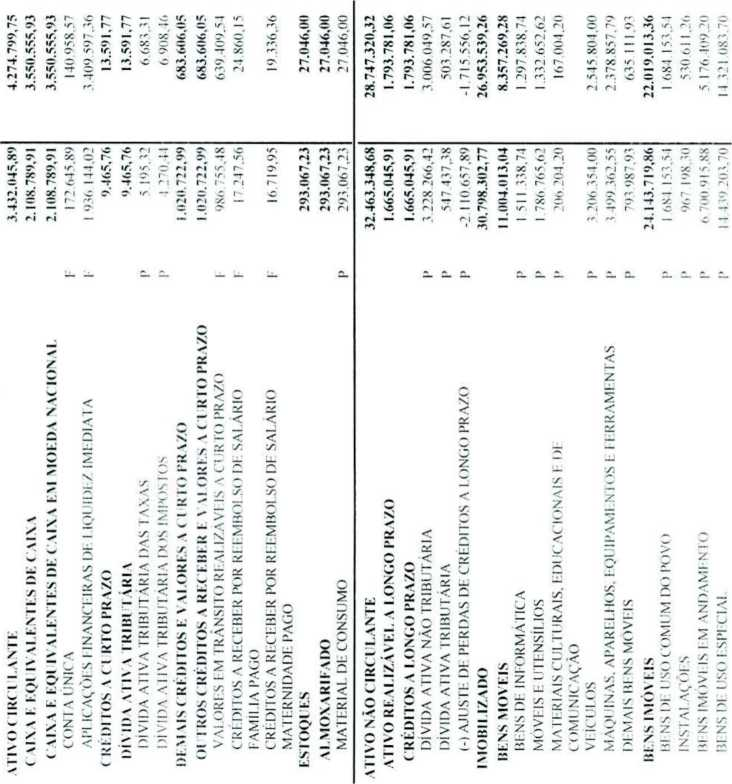 ATIVO CIRCULANTE 3.432.045,89 4.274.799,75
CAIXA E EQUIVALENTES DE CAIXA 2.108.789,91 3.550.555,93
CAIXA E EQUIVALENTES DE CAIXA EM MOEDA NACIONAL 2.108.789,91 3.550.555,93
CONTA UNICA F 172.645,89 140.958,57
APLICAÇÕES FINANCEIRAS DE LIQUIDEZ IMEDIATA F 1.936.144,02 3.409.597,36
CRÉDITOS A CURTO PRAZO 9.465,76 13.591,77
DÍVIDA ATIVA TRIBUTÁRIA 9.465,76 13.591,77
DIVIDA ATIVA TRIBUTARIA DAS TAXAS P 5.195,32 6.683,31
DIVIDA ATIVA TRIBUTARIA DOS IMPOSTOS P 4.270,44 6.908,46
DEMAIS CRÉDITOS E VALORES A CURTO PRAZO 1.020.722,99 683.606,05
OUTROS CRÉDITOS A RECEBER E VALORES A CURTO PRAZO 1.020.722,99 683.606,05
VALORES EM TRÂNSITO REALIZÁVEIS A CURTO PRAZO F 986.755,48 639.409,54
CRÉDITOS A RECEBER POR REEMBOLSO DE SALÁRIO F 17.247,56 24.860,15
FAMÍLIA PAGO
CRÉDITOS A RECEBER POR REEMBOLSO DE SALÁRIO F 16.719,95 19.336,36
MATERNIDADE PAGO
ESTOQUES 293.067,23 27.046,00
ALMOXARIFADO 293.067,23 27.046,00
MATERIAL DE CONSUMO P 293.067,23 27.046,00
ATIVO NÃO CIRCULANTE 32.463.348,68 28.747.320,32
ATIVO REALIZÁVEL A LONGO PRAZO 1.665.045,91 1.793.781,06
CRÉDITOS A LONGO PRAZO 1.665.045,91 1.793.781,06
DÍVIDA ATIVA NÃO TRIBUTÁRIA P 3.228.266,42 3.006.049,57
DÍVIDA ATIVA TRIBUTÁRIA P 547.437,38 503.287,61
(-) AJUSTE DE PERDAS DE CRÉDITOS A LONGO PRAZO P -2.110.657,89 -1.715.556,12
IMOBILIZADO 30.798.302,77 26.953.539,26
BENS MOVEIS 11.004.013,04 8.357.269,28
BENS DE INFORMÁTICA P 1.511.338,74 1.297.838,74
MÓVEIS E UTENSÍLIOS P 1.786.765,62 1.332.652,62
MATERIAIS CULTURAIS, EDUCACIONAIS E DE P 206.204,20 167.004,20
COMUNICAÇÃO
VEICULOS P 3.206.354,00 2.545.804,00
MAQUINAS, APARELHOS, EQUIPAMENTOS E FERRAMENTAS P 3.499.362,55 2.378.857,79
DEMAIS BENS MÓVEIS P 793.987,93 635.111,93
BENS IMÓVEIS 24.143.719,86 22.019.013,36
BENS DE USO COMUM DO POVO P 1.684.153,54 1.684.153,54
INSTALAÇÕES P 967.198,30 530.611,26
BENS IMÓVEIS EM ANDAMENTO P 6.700.915,88 5.176.409,20
BENS DE USO ESPECIAL P 14.439.203,70 14.321.083,70